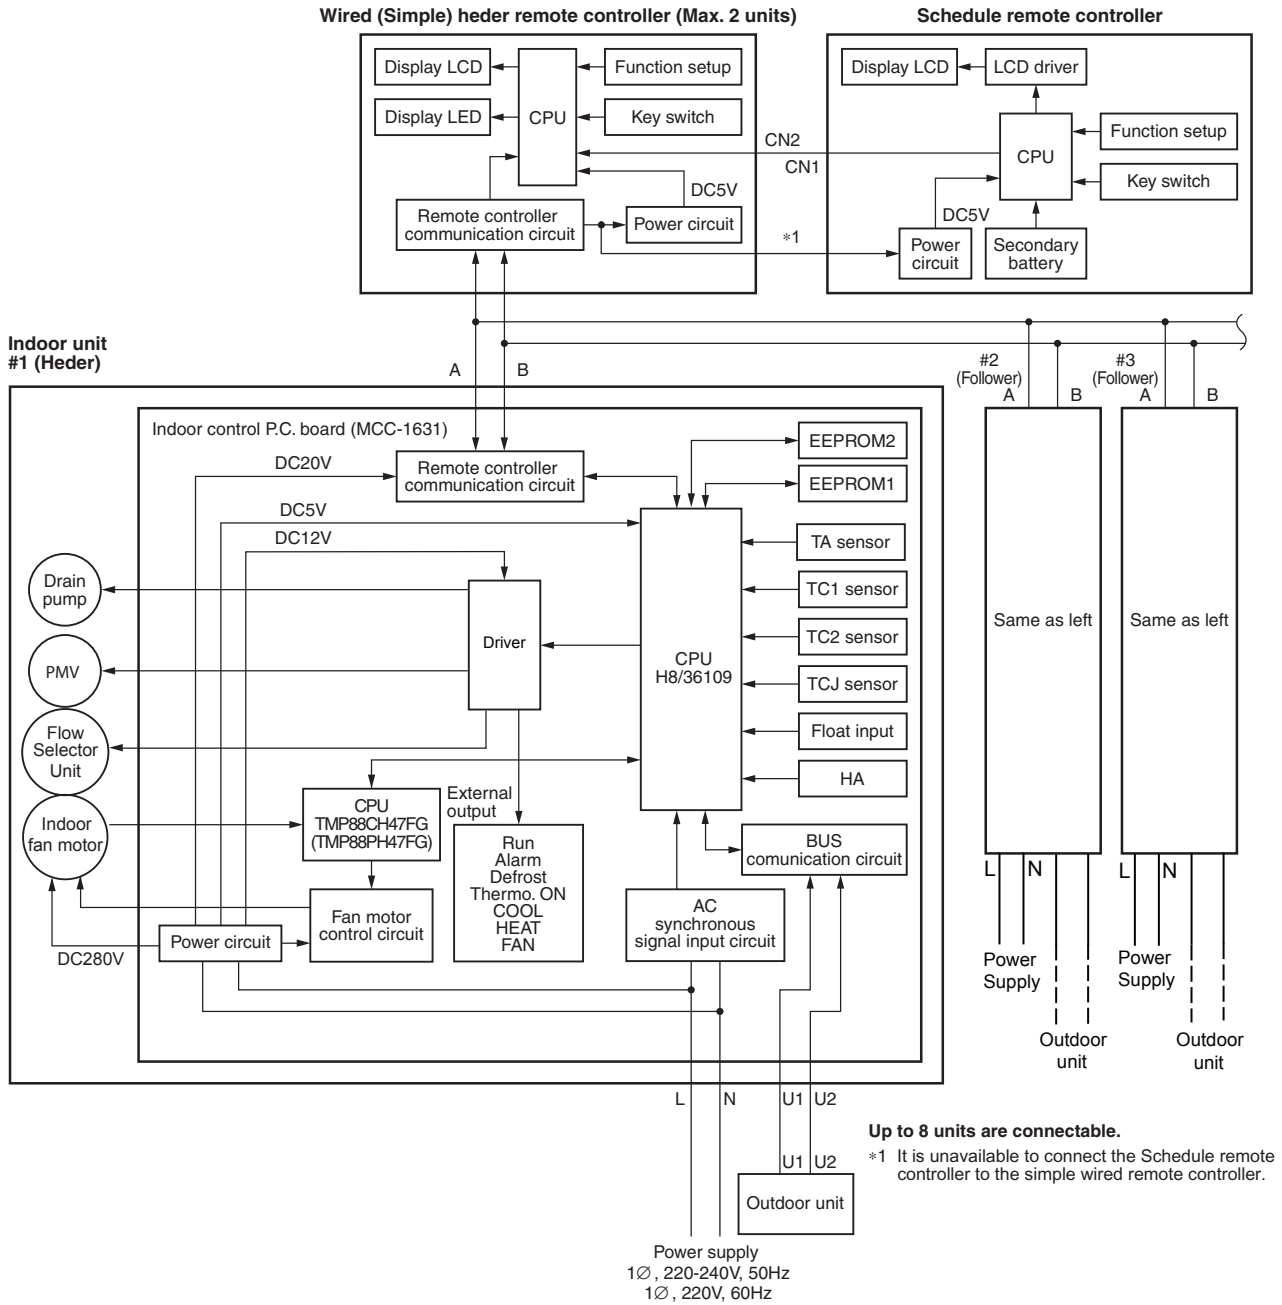 Wired (Simple) heder remote controller (Max. 2 units)
Display LCD
Display LED
CPU
Function setup
Key switch
DC5V
Remote controller
communication circuit
Power circuit
Schedule remote controller
Display LCD
LCD driver
CPU
Function setup
Key switch
DC5V
Power
circuit
Secondary
battery
CN2
CN1
*1
Indoor unit
#1 (Heder)
A
B
#2
(Follower)
A
B
#3
(Follower)
A
B
Indoor control P.C. board (MCC-1631)
DC20V
Remote controller
communication circuit
DC5V
DC12V
EEPROM2
EEPROM1
TA sensor
TC1 sensor
TC2 sensor
TCJ sensor
Float input
HA
Drain
pump
PMV
Flow
Selector
Unit
Indoor
fan motor
Driver
CPU
H8/36109
Same as left
Same as left
CPU
TMP88CH47FG
(TMP88PH47FG)
External
output
Run
Alarm
Defrost
Thermo. ON
COOL
HEAT
FAN
BUS
comunication circuit
AC
synchronous
signal input circuit
Fan motor
control circuit
Power circuit
DC280V
L
N
Power
Supply
Outdoor
unit
L
N
Power
Supply
Outdoor
unit
L
N
U1
U2
U1
U2
Outdoor unit
Up to 8 units are connectable.
*1 It is unavailable to connect the Schedule remote
controller to the simple wired remote controller.
Power supply
1∅, 220-240V, 50Hz
1∅, 220V, 60Hz